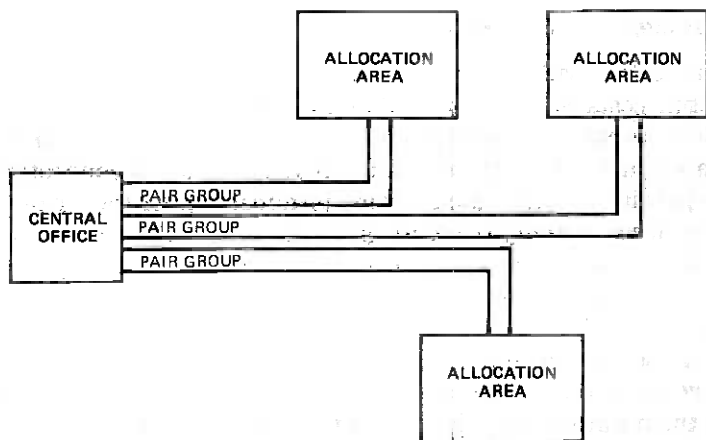 ALLOCATION
AREA
ALLOCATION
AREA
PAIR GROUP
CENTRAL
OFFICE
PAIR GROUP
PAIR GROUP
ALLOCATION
AREA